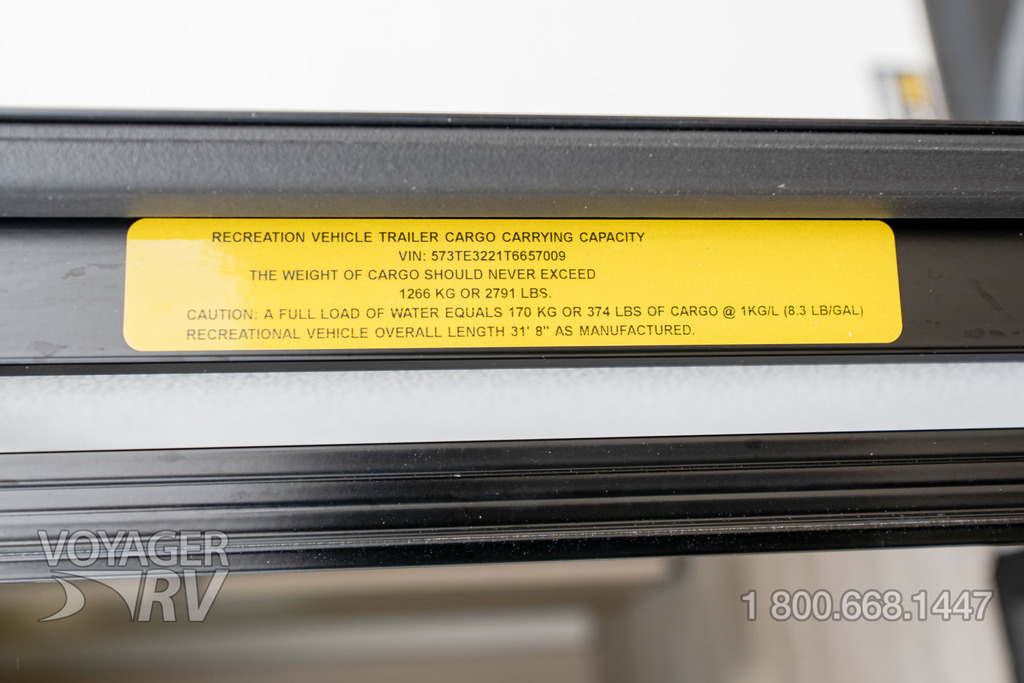 RECREATION VEHICLE TRAILER CARGO CARRYING CAPACITY
VIN: 573TE3221T6657009
THE WEIGHT OF CARGO SHOULD NEVER EXCEED
1266 KG OR 2791 LBS.
CAUTION: A FULL LOAD OF WATER EQUALS 170 KG OR 374 LBS OF CARGO @ 1KG/L (8.3 LB/GAL)
RECREATIONAL VEHICLE OVERALL LENGTH 31' 8" AS MANUFACTURED.
VOYAGER
RV
1 800.668.1447